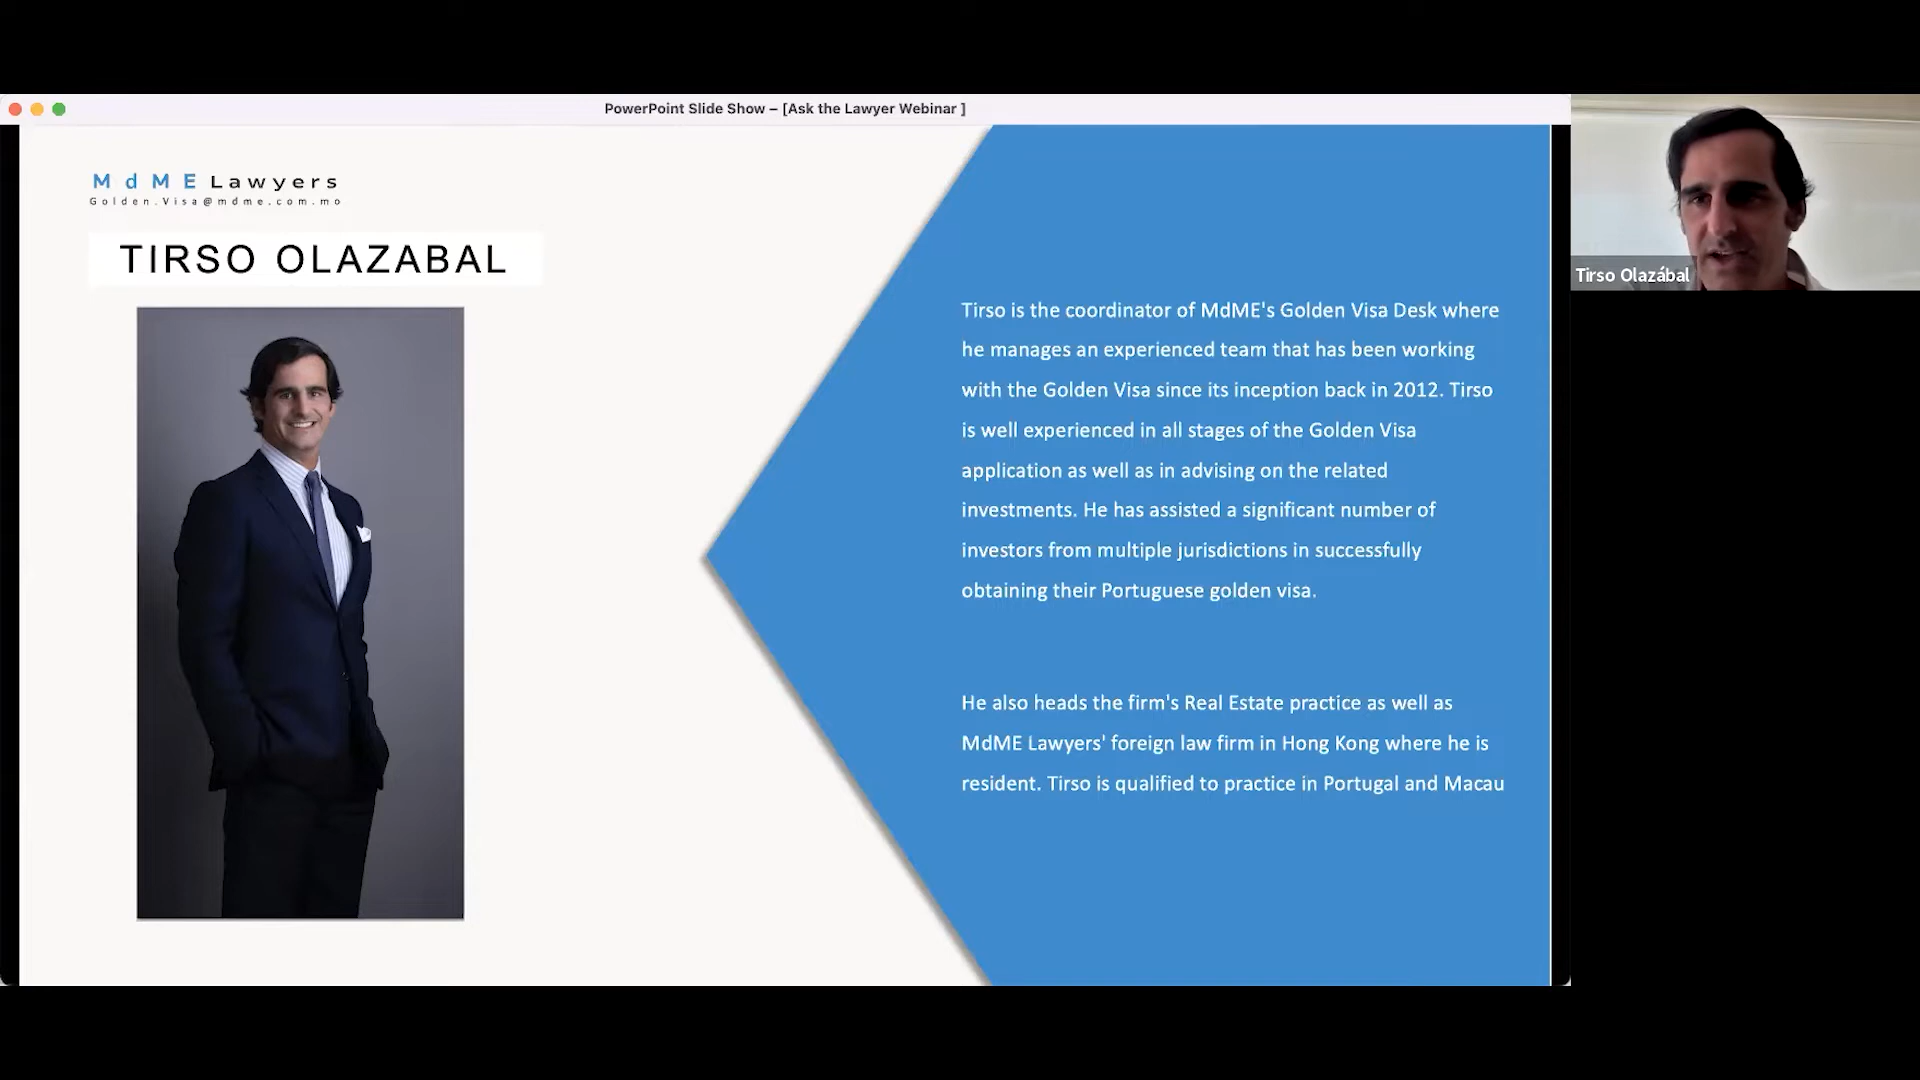 PowerPoint Slide Show – [Ask the Lawyer Webinar ]
MdME Lawyers
Golden.Visa@mdme.com.mo
TIRSO OLAZABAL
Tirso is the coordinator of MdME's Golden Visa Desk where
he manages an experienced team that has been working
with the Golden Visa since its inception back in 2012. Tirso
is well experienced in all stages of the Golden Visa
application as well as in advising on the related
investments. He has assisted a significant number of
investors from multiple jurisdictions in successfully
obtaining their Portuguese golden visa.
He also heads the firm's Real Estate practice as well as
MdME Lawyers' foreign law firm in Hong Kong where he is
resident. Tirso is qualified to practice in Portugal and Macau
Tirso Olazábal